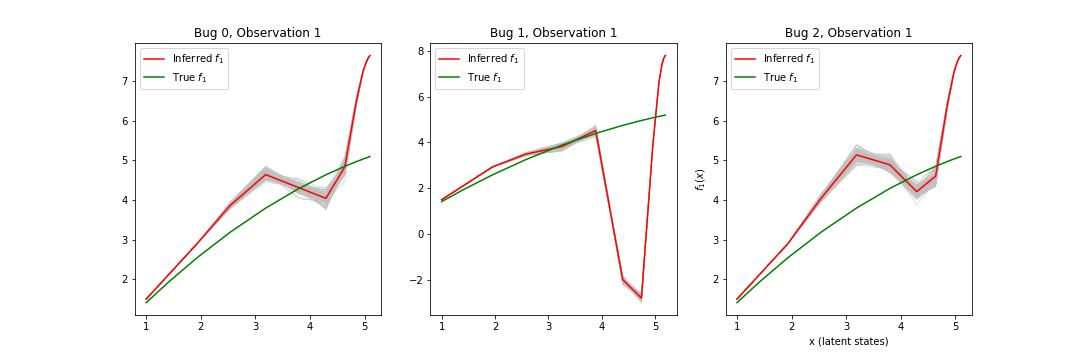 Bug 0, Observation 1
Inferred f₁
True f₁
7
6
5
4
3
2
1 2 3 4 5
Bug 1, Observation 1
Inferred f₁
True f₁
8
6
4
2
0
−2
1 2 3 4 5
Bug 2, Observation 1
Inferred f₁
True f₁
f₁(x)
7
6
5
4
3
2
1 2 3 4 5
x (latent states)